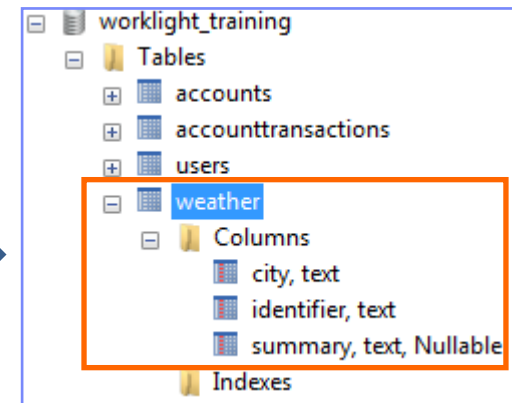 worklight_training
Tables
accounts
accounttransactions
users
weather
Columns
city, text
identifier, text
summary, text, Nullable
Indexes